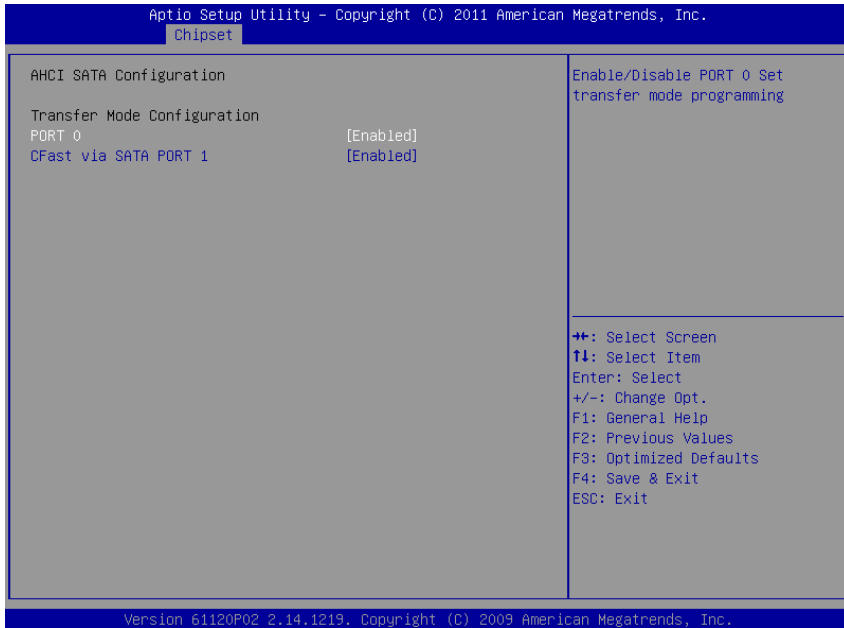 Aptio Setup Utility – Copyright (C) 2011 American Megatrends, Inc.
Chipset
AHCI SATA Configuration
Transfer Mode Configuration
PORT 0 [Enabled]
CFast via SATA PORT 1 [Enabled]
Enable/Disable PORT 0 Set
transfer mode programming
→←: Select Screen
↑↓: Select Item
Enter: Select
+/-: Change Opt.
F1: General Help
F2: Previous Values
F3: Optimized Defaults
F4: Save & Exit
ESC: Exit
Version 61120P02 2.14.1219. Copyright (C) 2009 American Megatrends, Inc.